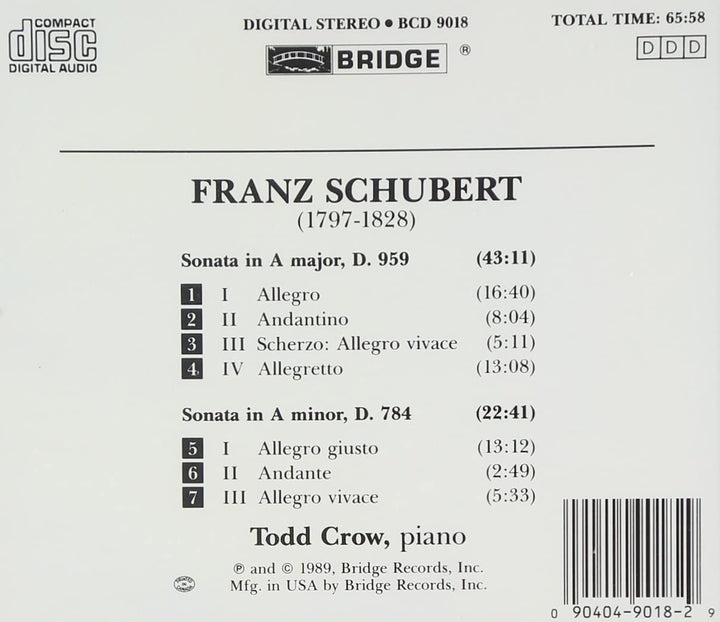 COMPACT
disc
DIGITAL AUDIO
DIGITAL STEREO • BCD 9018
BRIDGE ®
TOTAL TIME: 65:58
D D D
FRANZ SCHUBERT
(1797-1828)
Sonata in A major, D. 959 (43:11)
1 I Allegro (16:40)
2 II Andantino (8:04)
3 III Scherzo: Allegro vivace (5:11)
4 IV Allegretto (13:08)
Sonata in A minor, D. 784 (22:41)
5 I Allegro giusto (13:12)
6 II Andante (2:49)
7 III Allegro vivace (5:33)
Todd Crow, piano
℗ and © 1989, Bridge Records, Inc.
Mfg. in USA by Bridge Records, Inc.
0 90404-9018-2 9